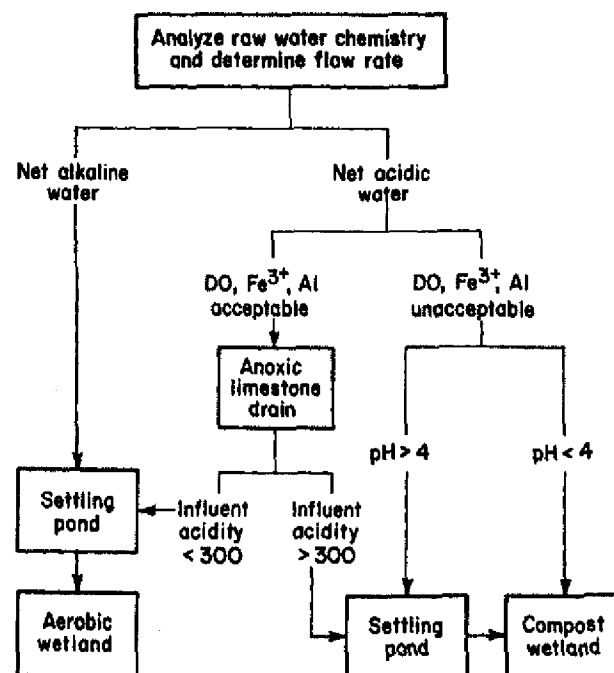 Analyze raw water chemistry
and determine flow rate
Net alkaline
water
Net acidic
water
DO, Fe³⁺, Al
acceptable
DO, Fe³⁺, Al
unacceptable
Anoxic
limestone
drain
pH > 4
pH < 4
Settling
pond
Influent
acidity
< 300
Influent
acidity
> 300
Aerobic
wetland
Settling
pond
Compost
wetland